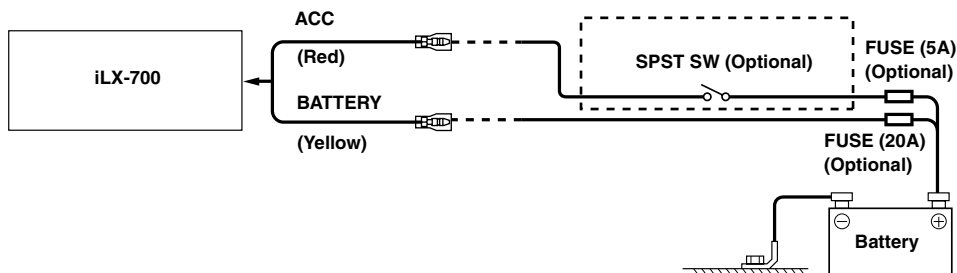 ACC
(Red)
iLX-700
BATTERY
(Yellow)
SPST SW (Optional)
FUSE (5A)
(Optional)
FUSE (20A)
(Optional)
Battery